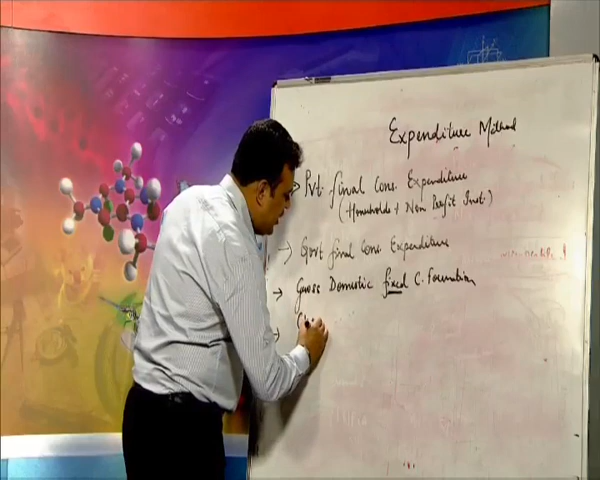 Expenditure Method
→ Pvt. final Cons. Expenditure
(Households + Non Profit Inst.)
→ Govt final Cons Expenditure
→ Gross Domestic fixed C. Formation
→